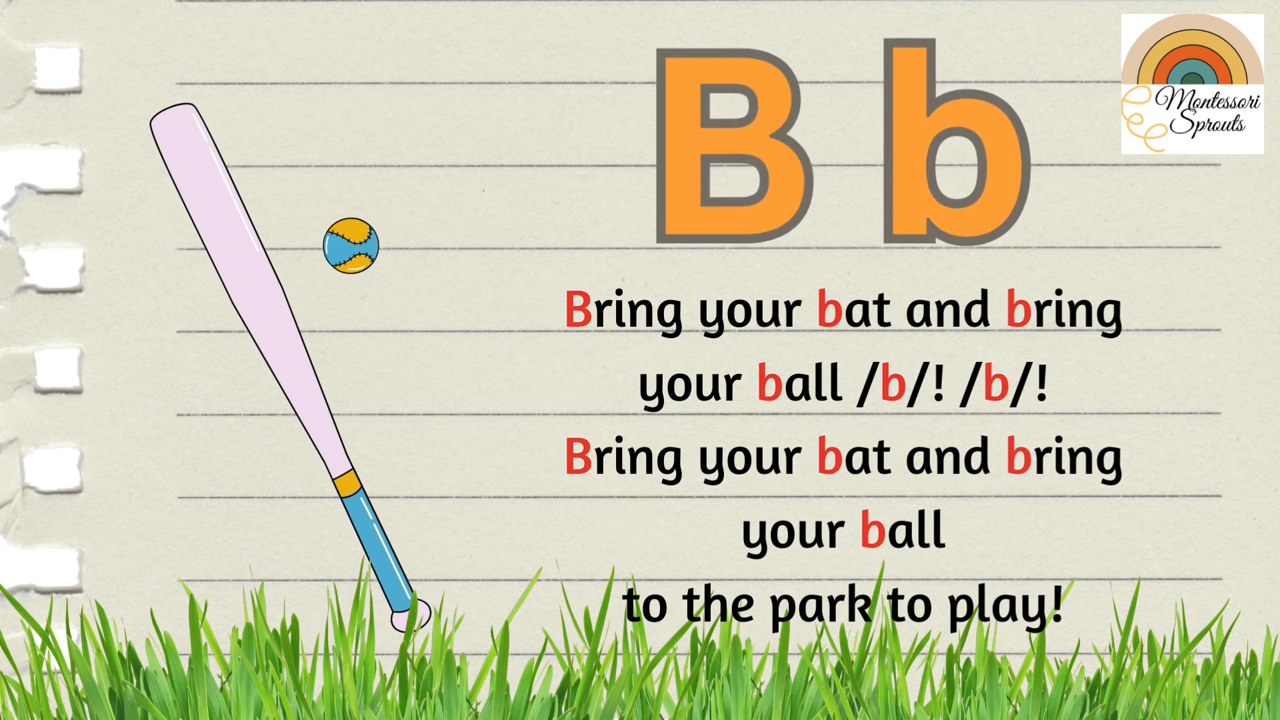 B b
Montessori
Sprouts
Bring your bat and bring
your ball /b/! /b/!
Bring your bat and bring
your ball
to the park to play!